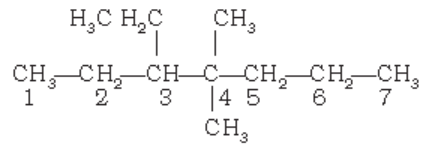 H₃C H₂C CH₃
CH₃—CH₂—CH—C—CH₂—CH₂—CH₃
1 2 3 4 5 6 7
CH₃